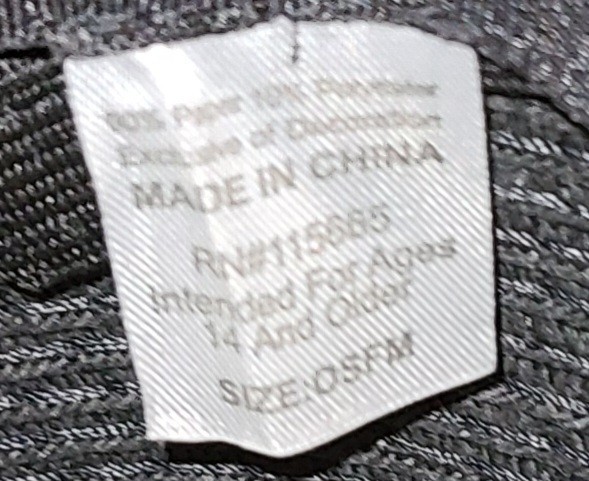 90% Paper 10% Polyester
Exclusive of Decoration
MADE IN CHINA
RN#115885
Intended For Ages
14 And Older
SIZE:OSFM